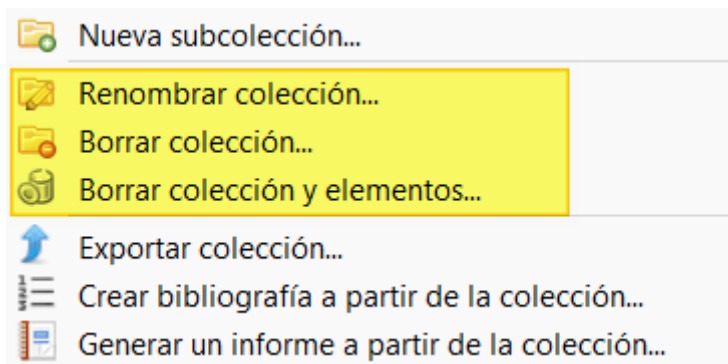 Nueva subcolección...
Renombrar colección...
Borrar colección...
Borrar colección y elementos...
Exportar colección...
Crear bibliografía a partir de la colección...
Generar un informe a partir de la colección...